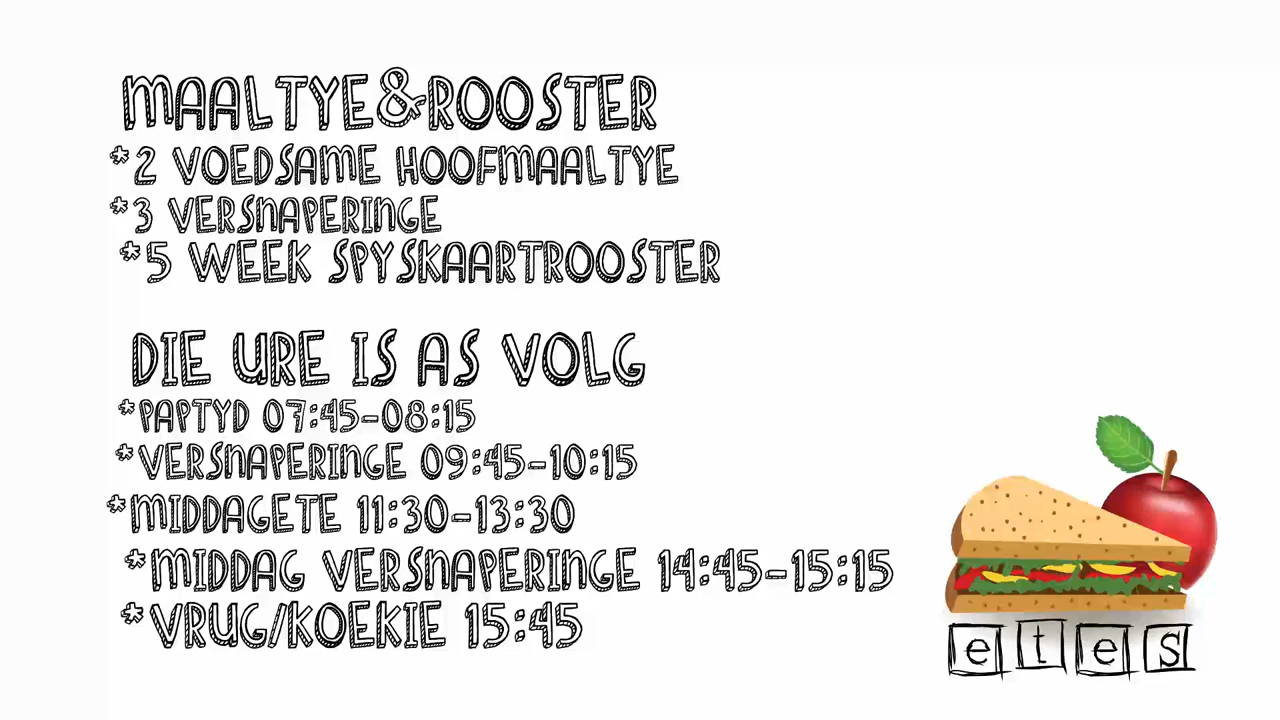 MAALTYE&ROOSTER
*2 VOEDSAME HOOFMAALTYE
*3 VERSNAPERINGE
*5 WEEK SPYSKAARTROOSTER
DIE URE IS AS VOLG
*PAPTYD 07:45-08:15
*VERSNAPERINGE 09:45-10:15
*MIDDAGETE 11:30-13:30
*MIDDAG VERSNAPERINGE 14:45-15:15
*VRUG/KOEKIE 15:45
etes